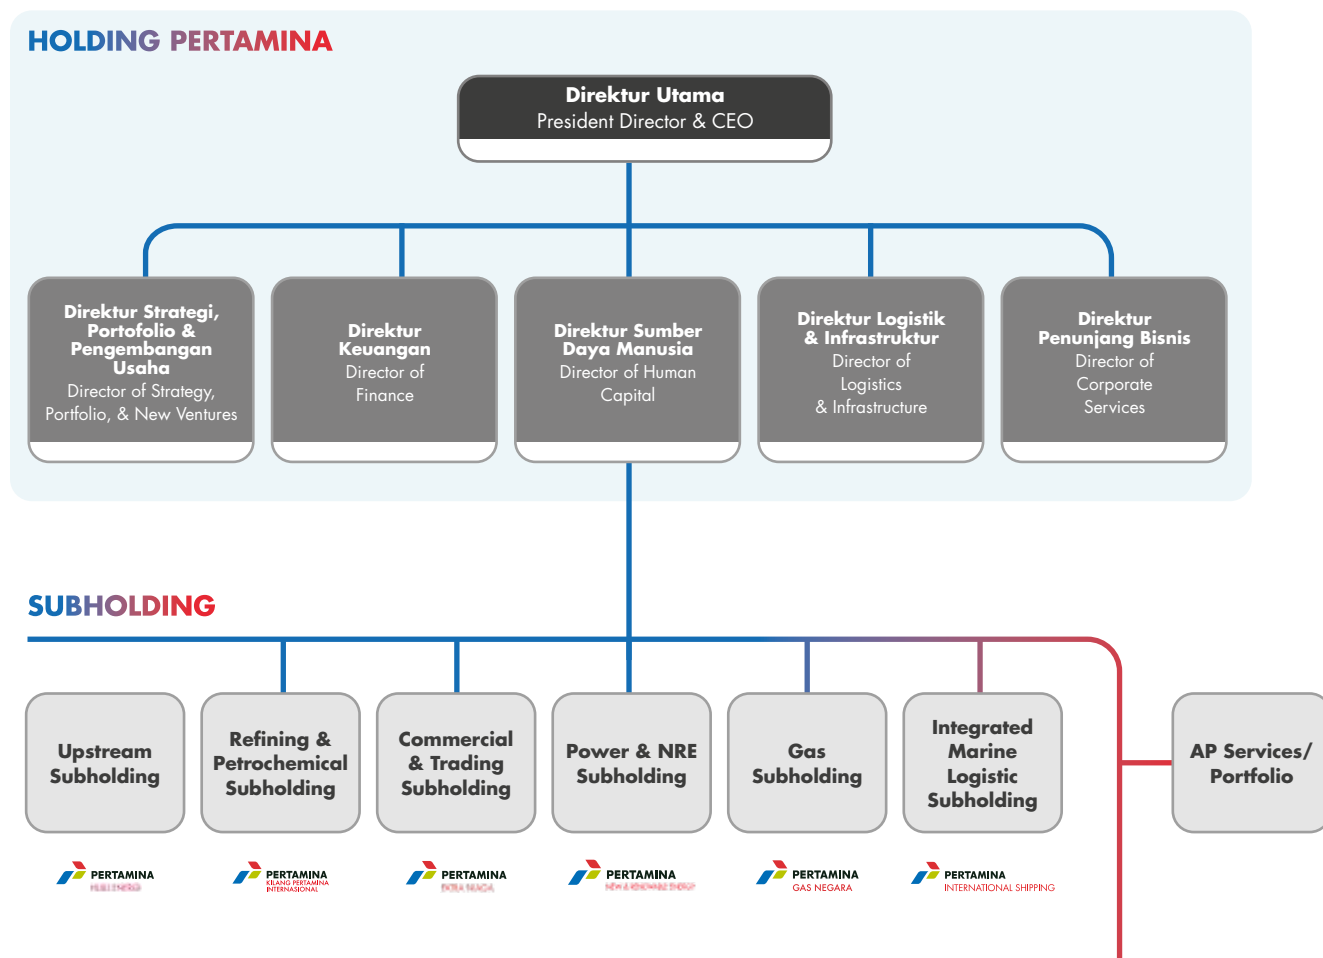 HOLDING PERTAMINA
Direktur Utama
President Director & CEO
Direktur Strategi,
Portofolio &
Pengembangan
Usaha
Director of Strategy,
Portfolio, & New Ventures
Direktur
Keuangan
Director of
Finance
Direktur Sumber
Daya Manusia
Director of Human
Capital
Direktur Logistik
& Infrastruktur
Director of
Logistics
& Infrastructure
Direktur
Penunjang Bisnis
Director of
Corporate
Services
SUBHOLDING
Upstream
Subholding
Refining &
Petrochemical
Subholding
Commercial
& Trading
Subholding
Power & NRE
Subholding
Gas
Subholding
Integrated
Marine
Logistic
Subholding
AP Services/
Portfolio
PERTAMINA
PERTAMINA
KILANG PERTAMINA
INTERNASIONAL
PERTAMINA
PERTAMINA
NEW & RENEWABLE ENERGY
PERTAMINA
GAS NEGARA
PERTAMINA
INTERNATIONAL SHIPPING